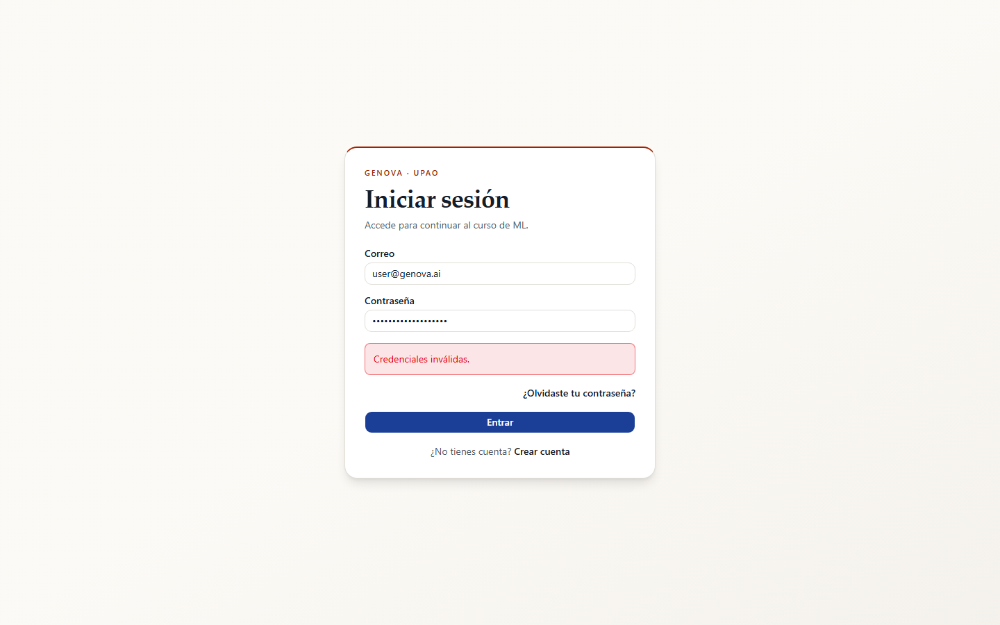 GENOVA · UPAO
Iniciar sesión
Accede para continuar al curso de ML.
Correo
user@genova.ai
Contraseña
•••••••••••••••••••
Credenciales inválidas.
¿Olvidaste tu contraseña?
Entrar
¿No tienes cuenta? Crear cuenta